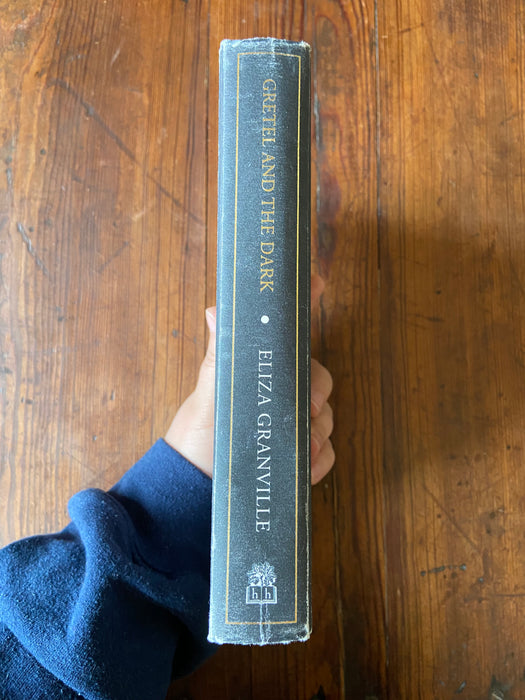 GRETEL AND THE DARK
ELIZA GRANVILLE
h h